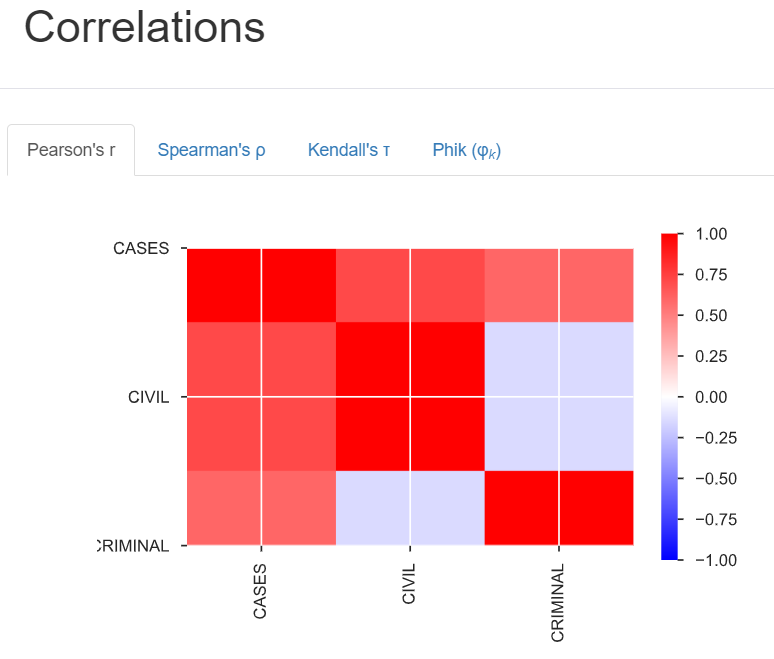 Correlations
Pearson's r
Spearman's ρ
Kendall's τ
Phik (φk)
CASES
CIVIL
CRIMINAL
1.00
0.75
0.50
0.25
0.00
−0.25
−0.50
−0.75
−1.00
CASES
CIVIL
CRIMINAL